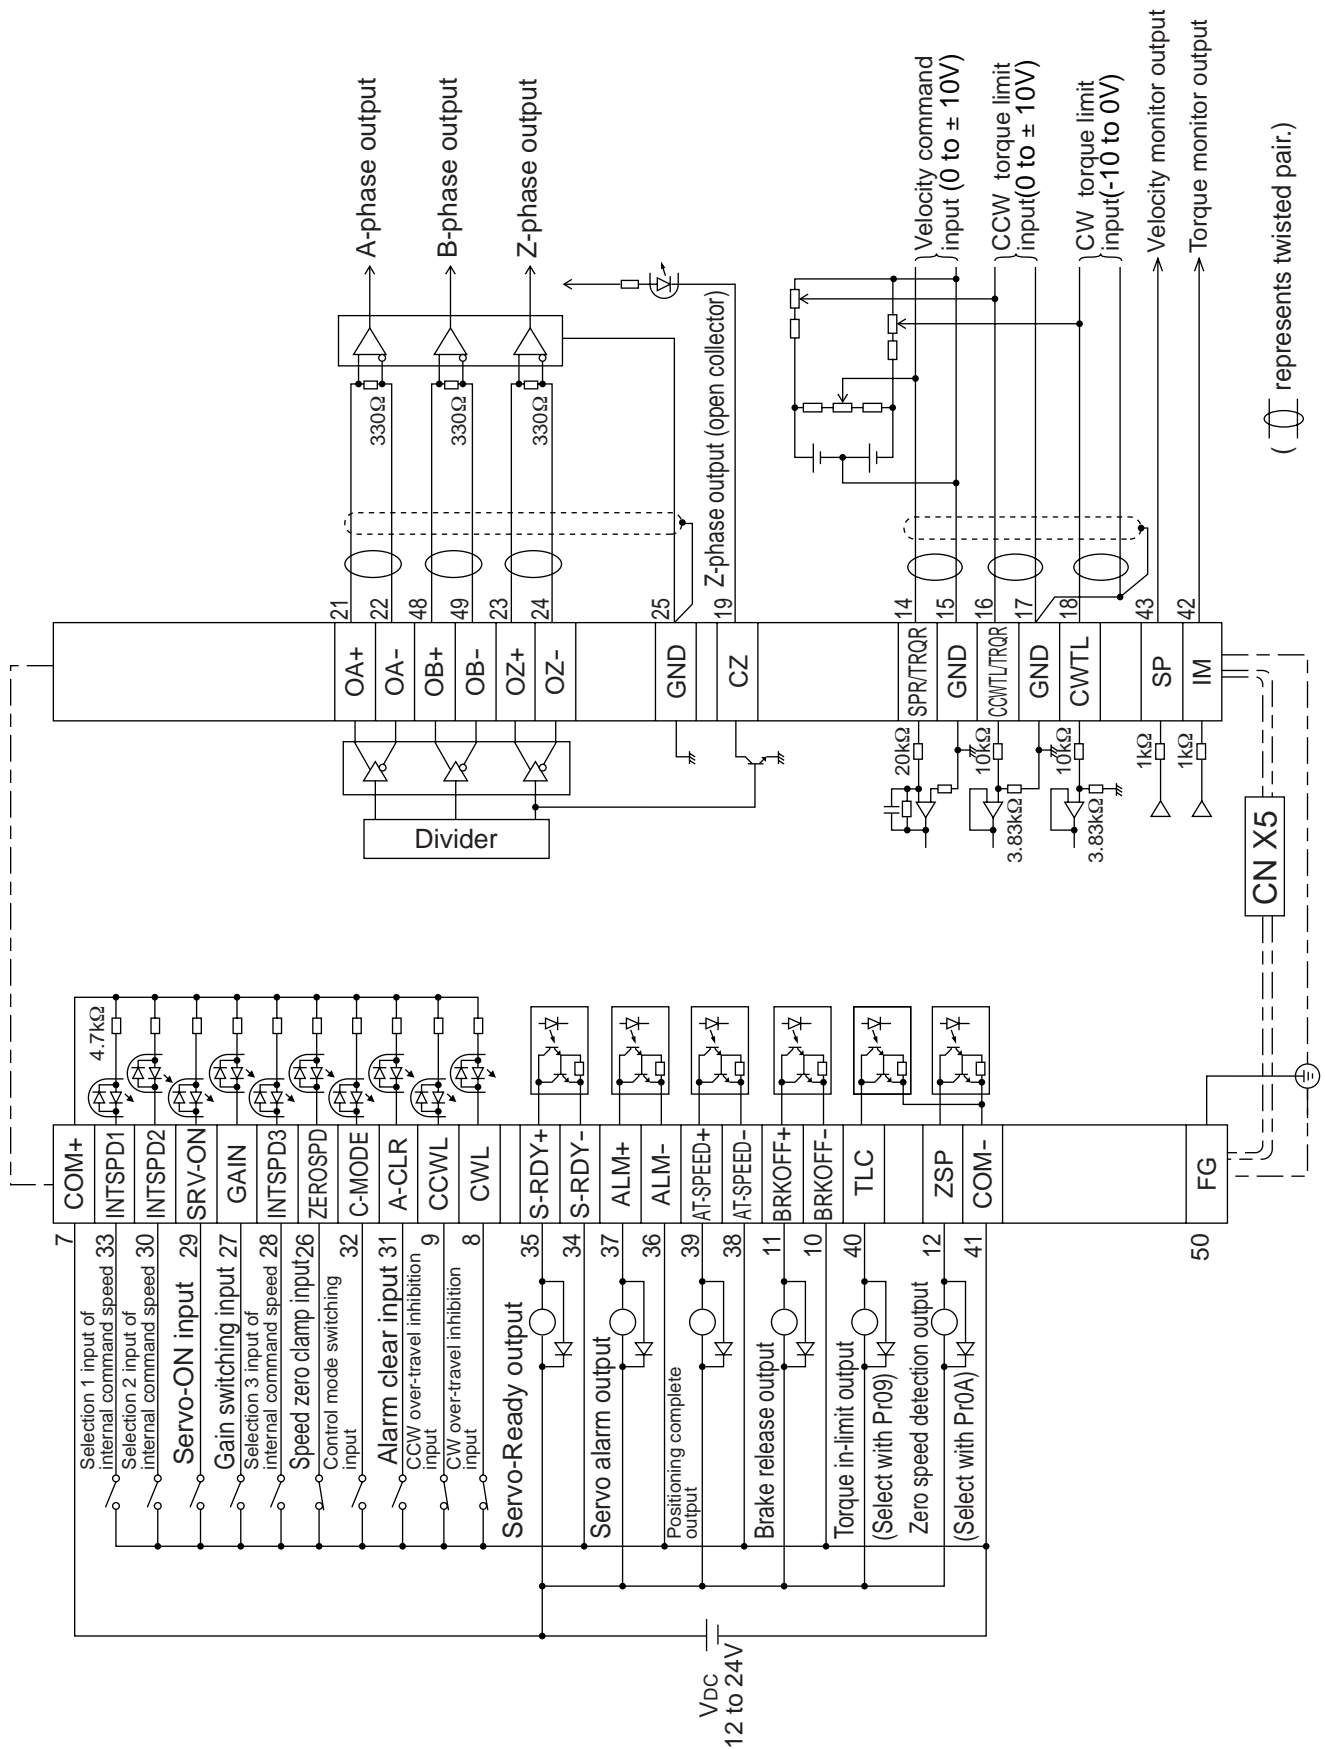 COM+
INTSPD1
INTSPD2
SRV-ON
GAIN
INTSPD3
ZEROSPD
C-MODE
A-CLR
CCWL
CWL
S-RDY+
S-RDY-
ALM+
ALM-
AT-SPEED+
AT-SPEED-
BRKOFF+
BRKOFF-
TLC
ZSP
COM-
FG
7
33
30
29
27
28
26
32
31
9
8
35
34
37
36
39
38
11
10
40
12
41
50
4.7kΩ
Selection 1 input of
internal command speed
Selection 2 input of
internal command speed
Servo-ON input
Gain switching input
Selection 3 input of
internal command speed
Speed zero clamp input
Control mode switching
input
Alarm clear input
CCW over-travel inhibition
input
CW over-travel inhibition
input
Servo-Ready output
Servo alarm output
Positioning complete
output
Brake release output
Torque in-limit output
(Select with Pr09)
Zero speed detection output
(Select with Pr0A)
VDC
12 to 24V
OA+
OA-
OB+
OB-
OZ+
OZ-
GND
CZ
SPR/TRQR
GND
CCWTL/TRQR
GND
CWTL
SP
IM
21
22
48
49
23
24
25
19
14
15
16
17
18
43
42
Divider
330Ω
330Ω
330Ω
A-phase output
B-phase output
Z-phase output
Z-phase output (open collector)
20kΩ
10kΩ
3.83kΩ
10kΩ
3.83kΩ
1kΩ
1kΩ
Velocity command
input (0 to ± 10V)
CCW torque limit
input(0 to ± 10V)
CW torque limit
input(-10 to 0V)
Velocity monitor output
Torque monitor output
CN X5
( represents twisted pair.)